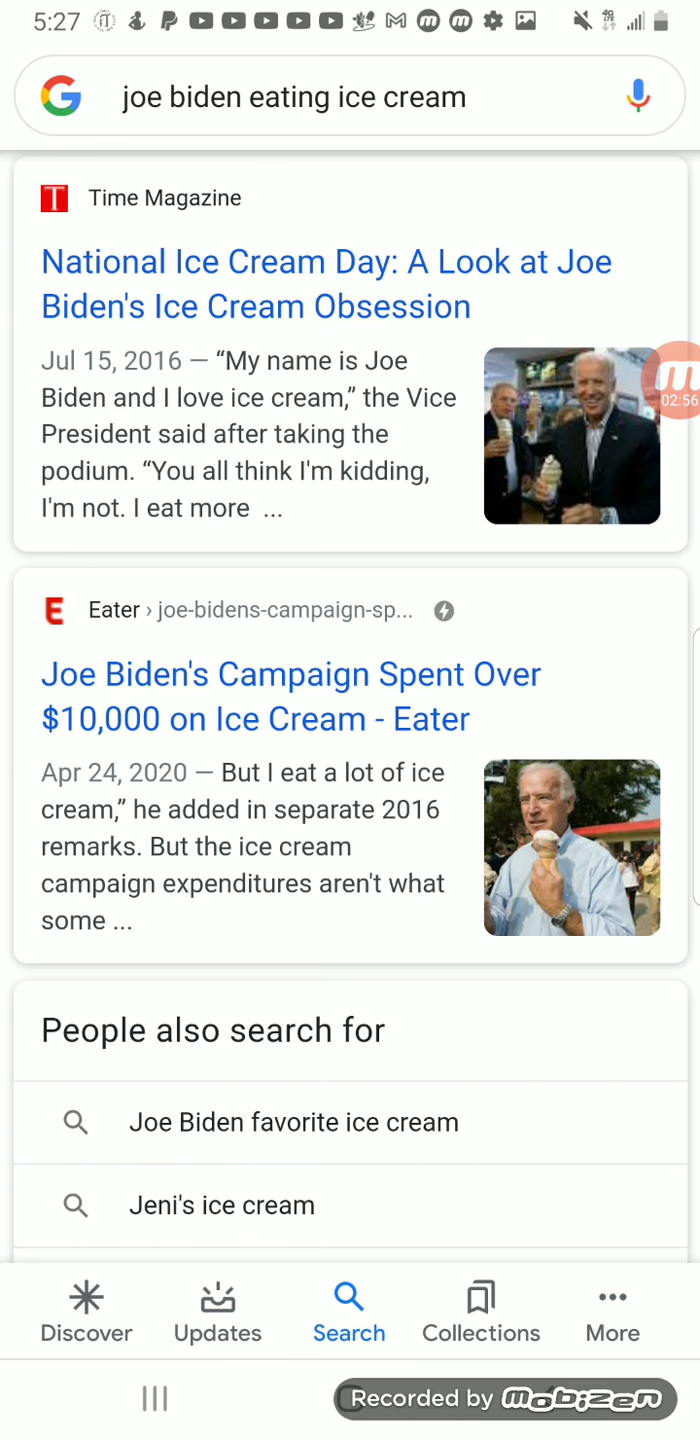 5:27
joe biden eating ice cream
Time Magazine
National Ice Cream Day: A Look at Joe
Biden's Ice Cream Obsession
Jul 15, 2016 — “My name is Joe
Biden and I love ice cream,” the Vice
President said after taking the
podium. “You all think I'm kidding,
I'm not. I eat more ...
02:56
Eater › joe-bidens-campaign-sp...
Joe Biden's Campaign Spent Over
$10,000 on Ice Cream - Eater
Apr 24, 2020 — But I eat a lot of ice
cream,” he added in separate 2016
remarks. But the ice cream
campaign expenditures aren't what
some ...
People also search for
Joe Biden favorite ice cream
Jeni's ice cream
Discover Updates Search Collections More
Recorded by mobizen